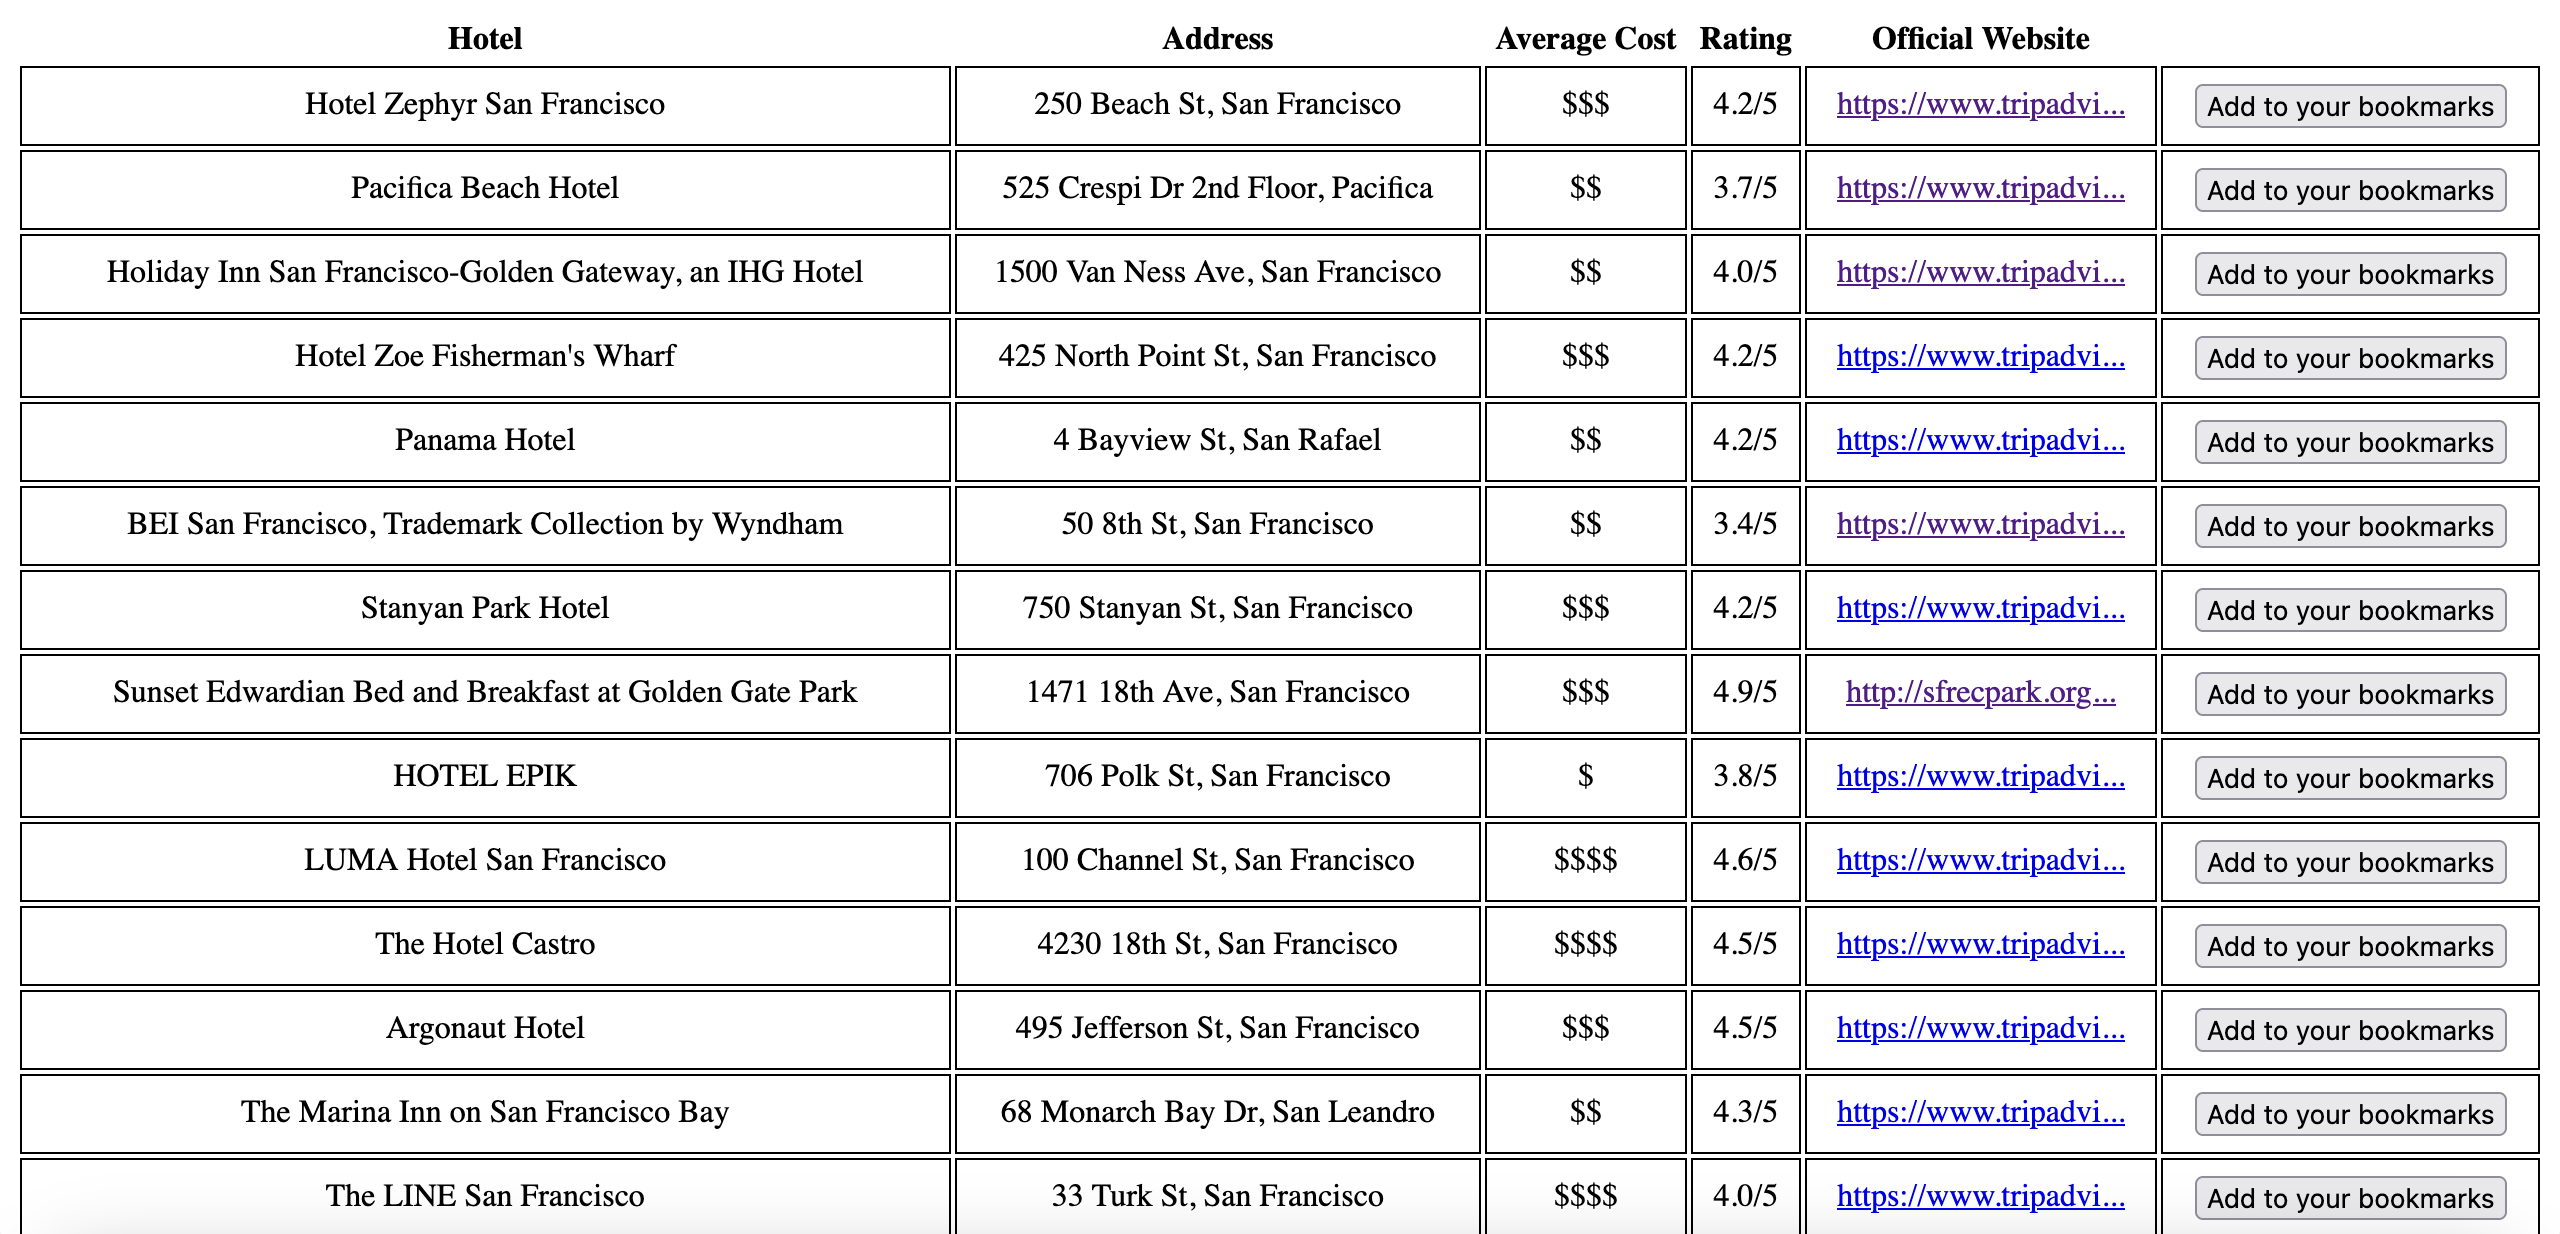 Hotel Address Average Cost Rating Official Website
Hotel Zephyr San Francisco 250 Beach St, San Francisco $$$ 4.2/5 https://www.tripadvi... Add to your bookmarks
Pacifica Beach Hotel 525 Crespi Dr 2nd Floor, Pacifica $$ 3.7/5 https://www.tripadvi... Add to your bookmarks
Holiday Inn San Francisco-Golden Gateway, an IHG Hotel 1500 Van Ness Ave, San Francisco $$ 4.0/5 https://www.tripadvi... Add to your bookmarks
Hotel Zoe Fisherman's Wharf 425 North Point St, San Francisco $$$ 4.2/5 https://www.tripadvi... Add to your bookmarks
Panama Hotel 4 Bayview St, San Rafael $$ 4.2/5 https://www.tripadvi... Add to your bookmarks
BEI San Francisco, Trademark Collection by Wyndham 50 8th St, San Francisco $$ 3.4/5 https://www.tripadvi... Add to your bookmarks
Stanyan Park Hotel 750 Stanyan St, San Francisco $$$ 4.2/5 https://www.tripadvi... Add to your bookmarks
Sunset Edwardian Bed and Breakfast at Golden Gate Park 1471 18th Ave, San Francisco $$$ 4.9/5 http://sfrecpark.org... Add to your bookmarks
HOTEL EPIK 706 Polk St, San Francisco $ 3.8/5 https://www.tripadvi... Add to your bookmarks
LUMA Hotel San Francisco 100 Channel St, San Francisco $$$$ 4.6/5 https://www.tripadvi... Add to your bookmarks
The Hotel Castro 4230 18th St, San Francisco $$$$ 4.5/5 https://www.tripadvi... Add to your bookmarks
Argonaut Hotel 495 Jefferson St, San Francisco $$$ 4.5/5 https://www.tripadvi... Add to your bookmarks
The Marina Inn on San Francisco Bay 68 Monarch Bay Dr, San Leandro $$ 4.3/5 https://www.tripadvi... Add to your bookmarks
The LINE San Francisco 33 Turk St, San Francisco $$$$ 4.0/5 https://www.tripadvi... Add to your bookmarks